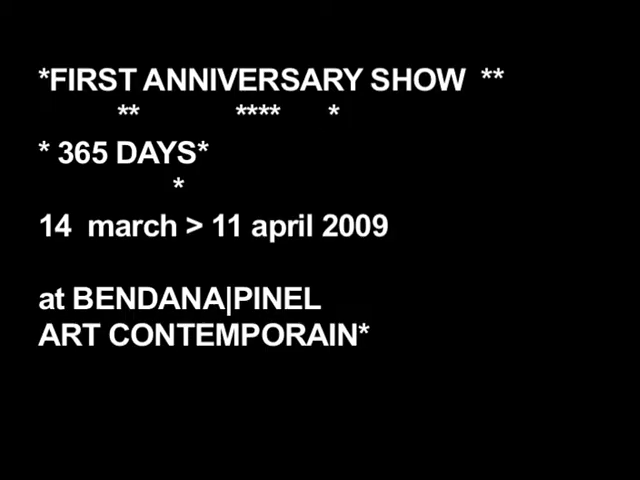 *FIRST ANNIVERSARY SHOW **
** **** *
* 365 DAYS*
*
14 march > 11 april 2009
at BENDANA|PINEL
ART CONTEMPORAIN*